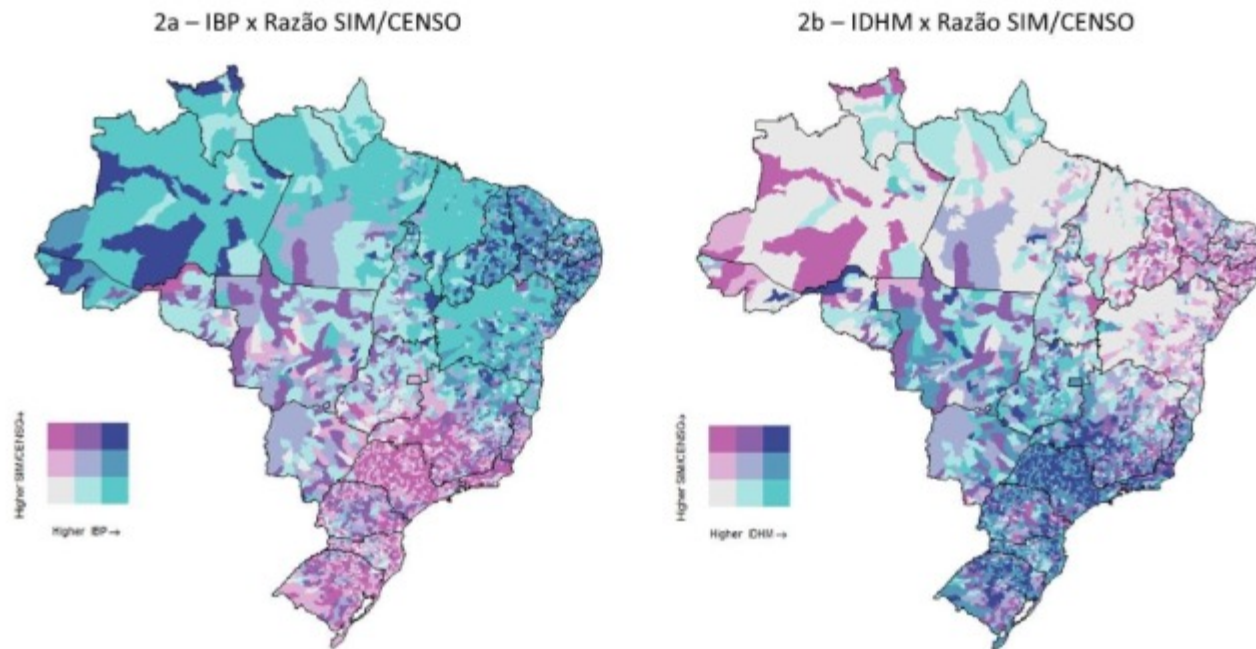 2a – IBP x Razão SIM/CENSO
2b – IDHM x Razão SIM/CENSO
Higher SIM/CENSO→
Higher IBP→
Higher SIM/CENSO→
Higher IDHM→